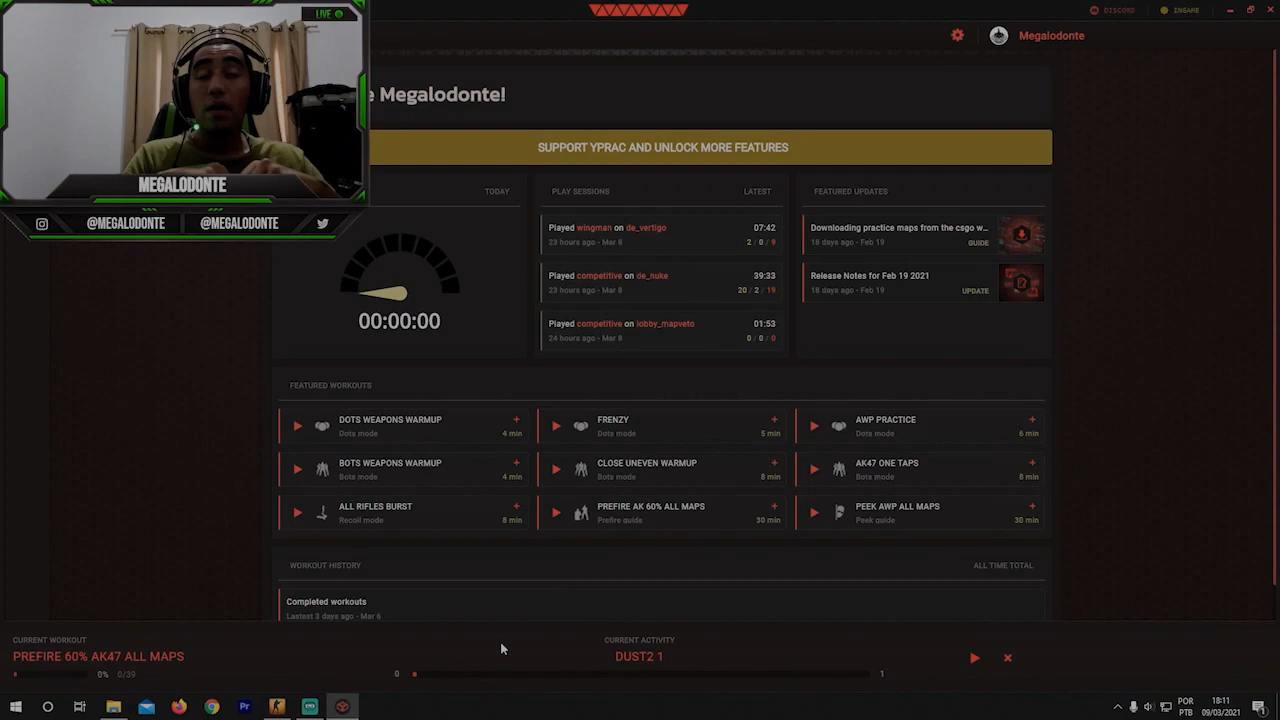 LIVE
DISCORD
INGAME
Megalodonte
e Megalodonte!
SUPPORT YPRAC AND UNLOCK MORE FEATURES
MEGALODONTE
@MEGALODONTE
@MEGALODONTE
TODAY
00:00:00
PLAY SESSIONS
LATEST
Played wingman on de_vertigo
07:42
23 hours ago - Mar 8
2 / 0 / 9
Played competitive on de_nuke
39:33
23 hours ago - Mar 8
20 / 2 / 19
Played competitive on lobby_mapveto
01:53
24 hours ago - Mar 8
0 / 0 / 0
FEATURED UPDATES
Downloading practice maps from the csgo w...
18 days ago - Feb 19
GUIDE
Release Notes for Feb 19 2021
18 days ago - Feb 19
UPDATE
FEATURED WORKOUTS
DOTS WEAPONS WARMUP
Dots mode
4 min
FRENZY
Dots mode
5 min
AWP PRACTICE
Dots mode
6 min
BOTS WEAPONS WARMUP
Bots mode
4 min
CLOSE UNEVEN WARMUP
Bots mode
8 min
AK47 ONE TAPS
Bots mode
8 min
ALL RIFLES BURST
Recoil mode
8 min
PREFIRE AK 60% ALL MAPS
Prefire guide
30 min
PEEK AWP ALL MAPS
Peek guide
30 min
WORKOUT HISTORY
ALL TIME TOTAL
Completed workouts
Lastest 3 days ago - Mar 6
CURRENT WORKOUT
PREFIRE 60% AK47 ALL MAPS
0% 0/39
CURRENT ACTIVITY
DUST2 1
0
1
Pr
POR
PTB
18:11
09/03/2021